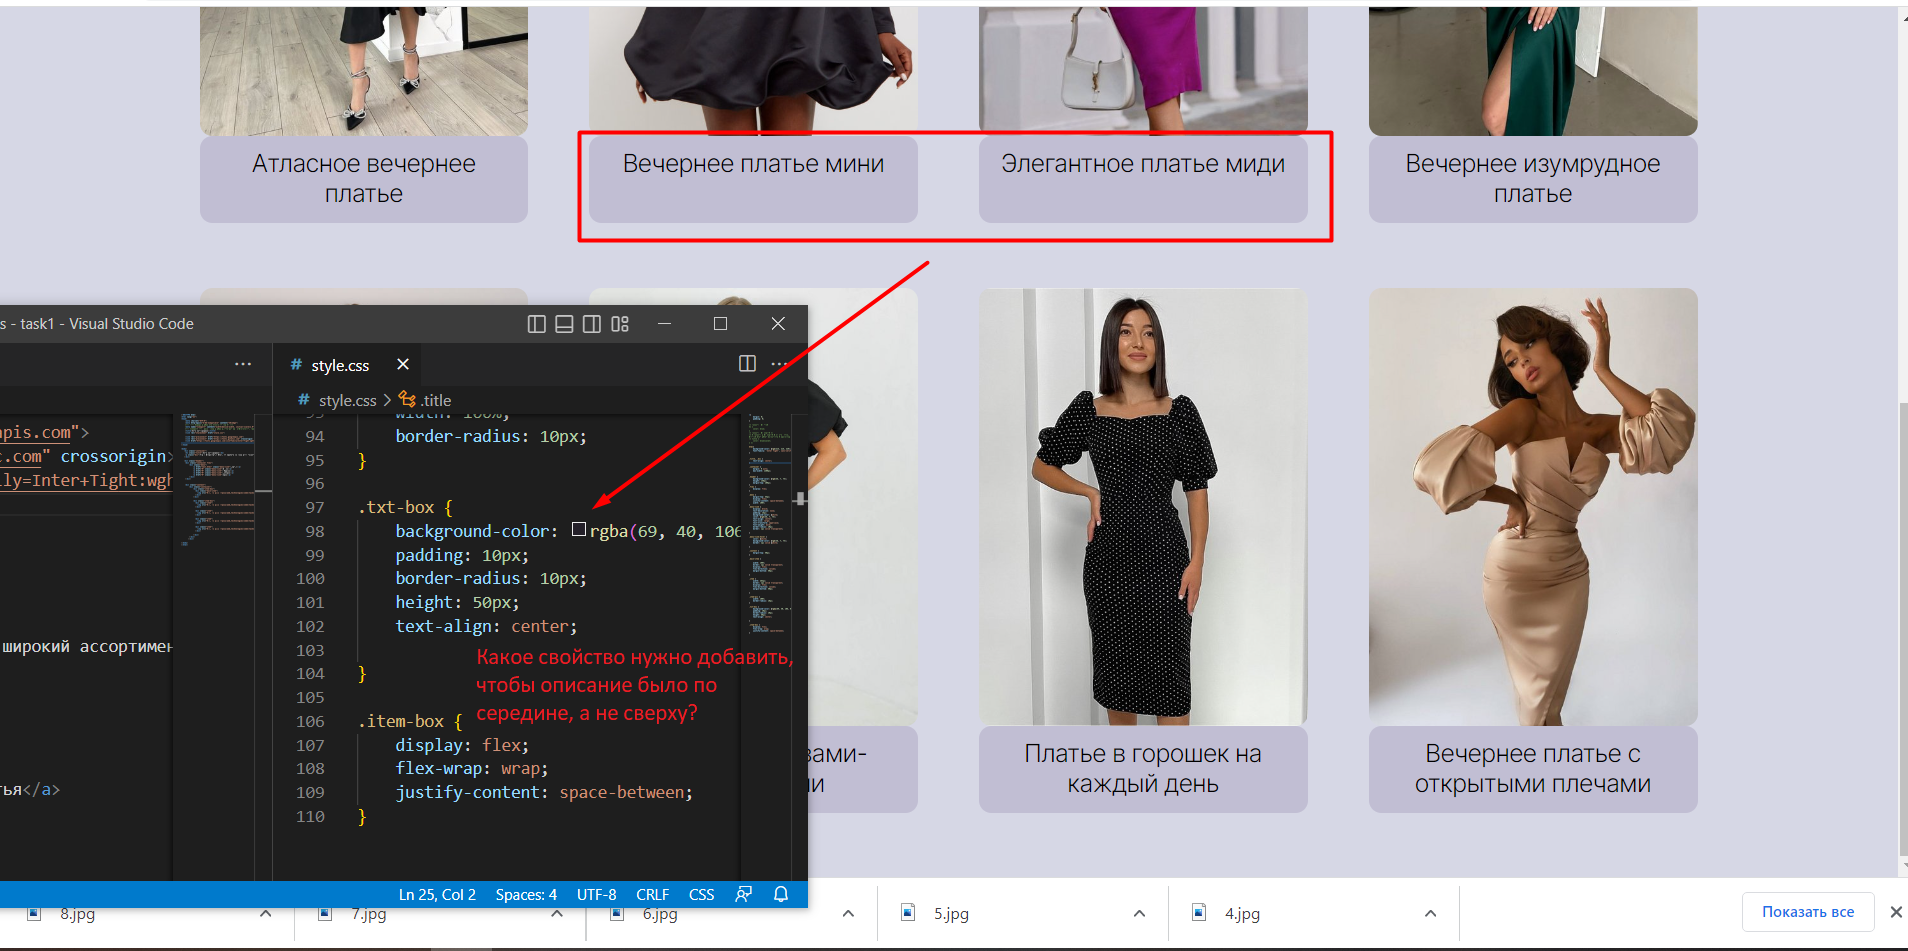 Атласное вечернее
платье
Вечернее платье мини
Элегантное платье миди
Вечернее изумрудное
платье
s - task1 - Visual Studio Code
# style.css
# style.css > .title
apis.com">
c.com" crossorigin>
lly=Inter+Tight:wgh
широкий ассортимен
тья</a>
93 width: 100%;
94 border-radius: 10px;
95 }
96
97 .txt-box {
98 background-color: rgba(69, 40, 106
99 padding: 10px;
100 border-radius: 10px;
101 height: 50px;
102 text-align: center;
103
104 }
105
106 .item-box {
107 display: flex;
108 flex-wrap: wrap;
109 justify-content: space-between;
110 }
Какое свойство нужно добавить,
чтобы описание было по
середине, а не сверху?
Ln 25, Col 2 Spaces: 4 UTF-8 CRLF CSS
вами-
ли
Платье в горошек на
каждый день
Вечернее платье с
открытыми плечами
8.jpg
7.jpg
6.jpg
5.jpg
4.jpg
Показать все